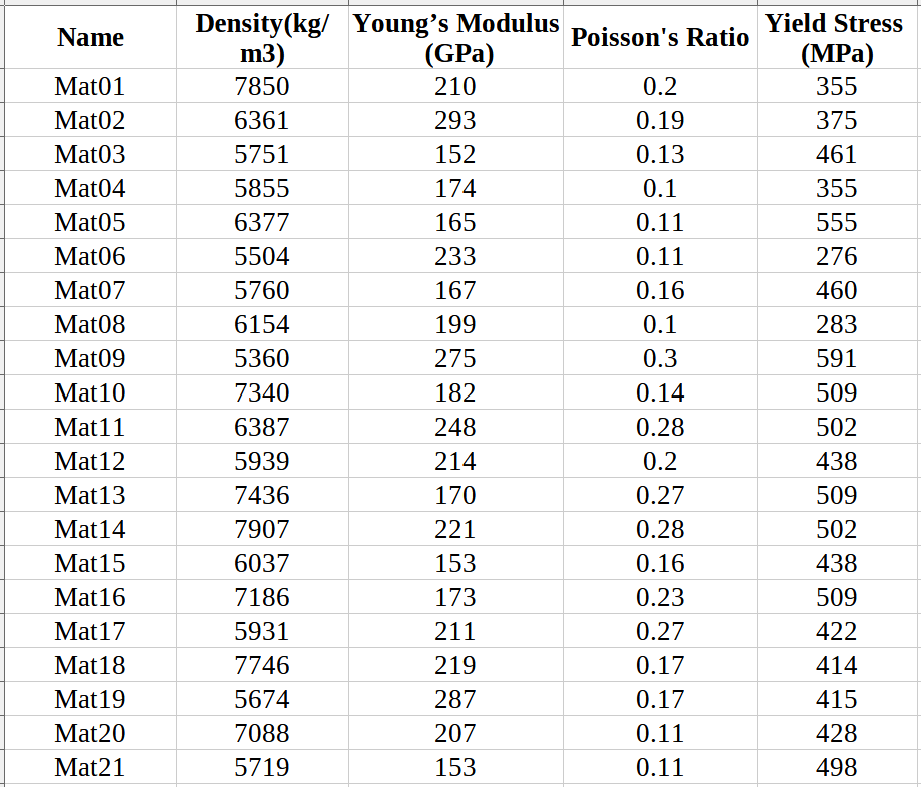 Name Density(kg/m3) Young’s Modulus (GPa) Poisson's Ratio Yield Stress (MPa)
Mat01 7850 210 0.2 355
Mat02 6361 293 0.19 375
Mat03 5751 152 0.13 461
Mat04 5855 174 0.1 355
Mat05 6377 165 0.11 555
Mat06 5504 233 0.11 276
Mat07 5760 167 0.16 460
Mat08 6154 199 0.1 283
Mat09 5360 275 0.3 591
Mat10 7340 182 0.14 509
Mat11 6387 248 0.28 502
Mat12 5939 214 0.2 438
Mat13 7436 170 0.27 509
Mat14 7907 221 0.28 502
Mat15 6037 153 0.16 438
Mat16 7186 173 0.23 509
Mat17 5931 211 0.27 422
Mat18 7746 219 0.17 414
Mat19 5674 287 0.17 415
Mat20 7088 207 0.11 428
Mat21 5719 153 0.11 498